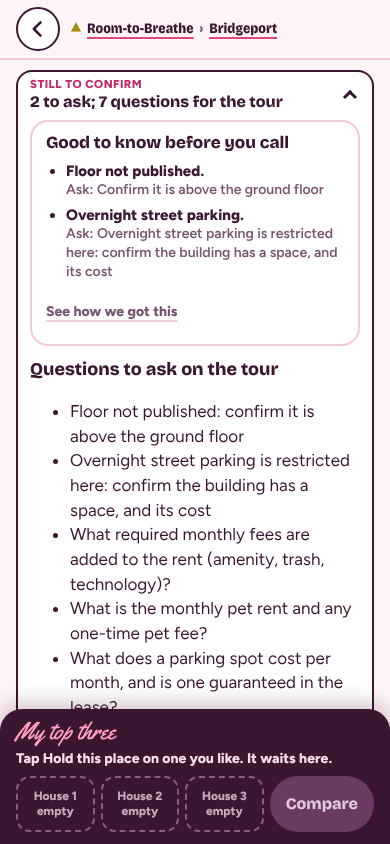 Room-to-Breathe › Bridgeport
STILL TO CONFIRM
2 to ask; 7 questions for the tour
Good to know before you call
• Floor not published.
Ask: Confirm it is above the ground floor
• Overnight street parking.
Ask: Overnight street parking is restricted
here: confirm the building has a space, and
its cost
See how we got this
Questions to ask on the tour
• Floor not published: confirm it is
above the ground floor
• Overnight street parking is restricted
here: confirm the building has a
space, and its cost
• What required monthly fees are
added to the rent (amenity, trash,
technology)?
• What is the monthly pet rent and any
one-time pet fee?
• What does a parking spot cost per
month, and is one guaranteed in the
lease?
My top three
Tap Hold this place on one you like. It waits here.
House 1
empty
House 2
empty
House 3
empty
Compare